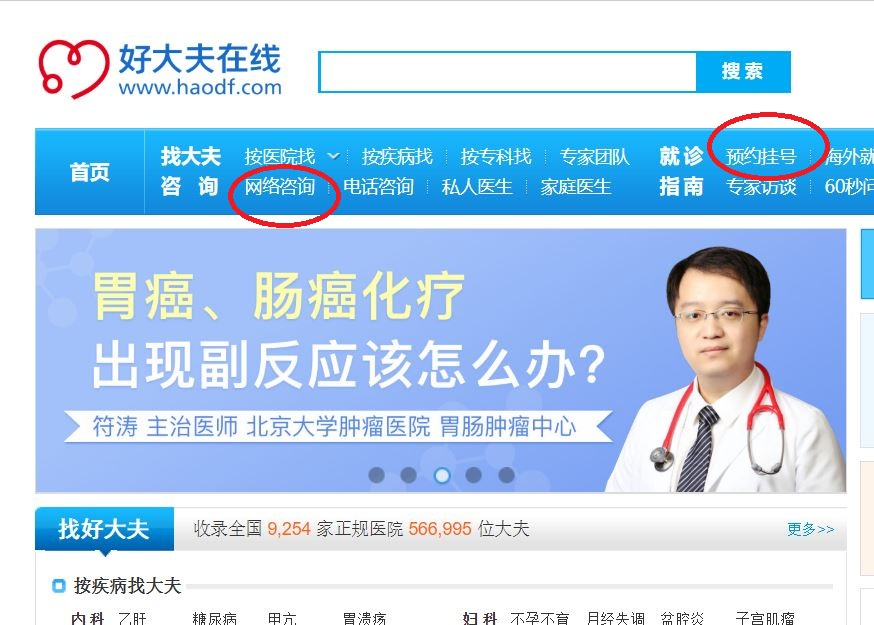 好大夫在线
www.haodf.com
搜索
首页
找大夫 按医院找 按疾病找 按专科找 专家团队 就诊 预约挂号 海外就
咨询 网络咨询 电话咨询 私人医生 家庭医生 指南 专家访谈 60秒问
胃癌、肠癌化疗
出现副反应该怎么办?
符涛 主治医师 北京大学肿瘤医院 胃肠肿瘤中心
找好大夫 收录全国 9,254 家正规医院 566,995 位大夫 更多>>
按疾病找大夫
内科 乙肝 糖尿病 甲亢 胃溃疡 妇科 不孕不育 月经失调 盆腔炎 子宫肌瘤